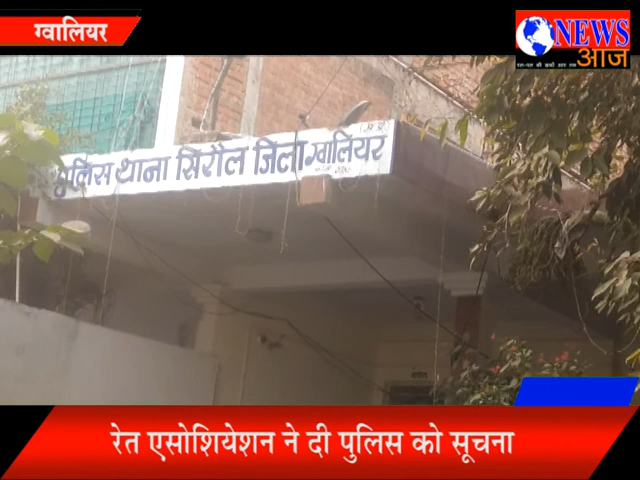 ग्वालियर
NEWS
आज
पुलिस थाना सिरौल जिला ग्वालियर
(म.प्र.)
रेत एसोशियेशन ने दी पुलिस को सूचना